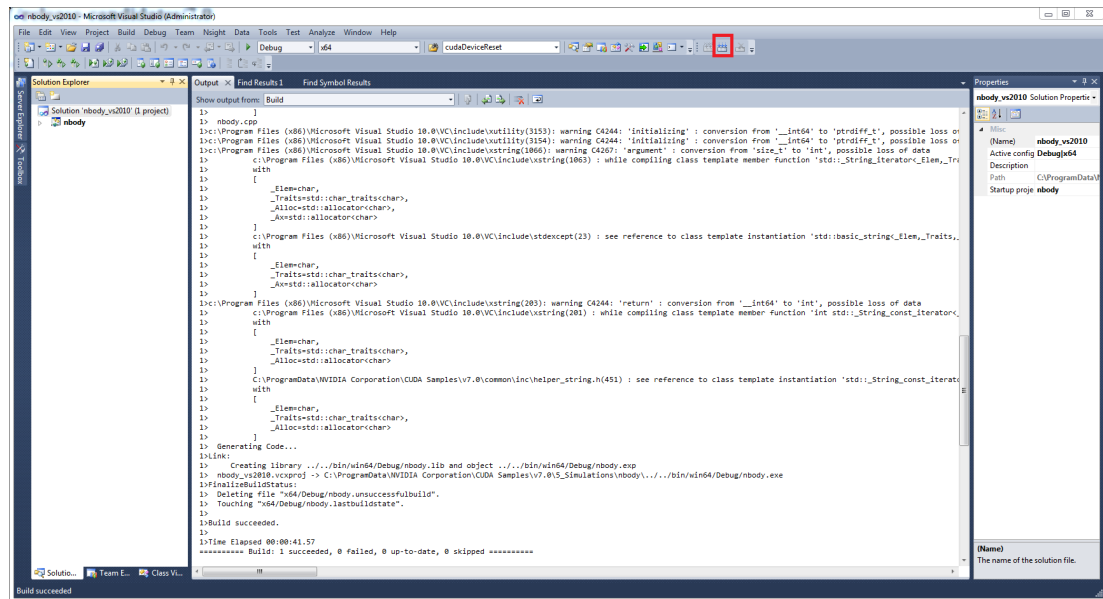 nbody_vs2010 - Microsoft Visual Studio (Administrator)
File Edit View Project Build Debug Team Nsight Data Tools Test Analyze Window Help
Debug x64 cudaDeviceReset
Solution Explorer
Solution 'nbody_vs2010' (1 project)
nbody
Server Explorer
Toolbox
Output Find Results 1 Find Symbol Results
Show output from: Build
1> ]
1> nbody.cpp
1>c:\Program Files (x86)\Microsoft Visual Studio 10.0\VC\include\xutility(3153): warning C4244: 'initializing' : conversion from '__int64' to 'ptrdiff_t', possible loss of
1>c:\Program Files (x86)\Microsoft Visual Studio 10.0\VC\include\xutility(3154): warning C4244: 'initializing' : conversion from '__int64' to 'ptrdiff_t', possible loss of
1>c:\Program Files (x86)\Microsoft Visual Studio 10.0\VC\include\xstring(1066): warning C4267: 'argument' : conversion from 'size_t' to 'int', possible loss of data
1> c:\Program Files (x86)\Microsoft Visual Studio 10.0\VC\include\xstring(1063) : while compiling class template member function 'std::_String_iterator<_Elem,_Tra
1> with
1> [
1> _Elem=char,
1> _Traits=std::char_traits<char>,
1> _Alloc=std::allocator<char>,
1> _Ax=std::allocator<char>
1> ]
1> c:\Program Files (x86)\Microsoft Visual Studio 10.0\VC\include\stdexcept(23) : see reference to class template instantiation 'std::basic_string<_Elem,_Traits,_
1> with
1> [
1> _Elem=char,
1> _Traits=std::char_traits<char>,
1> _Ax=std::allocator<char>
1> ]
1>c:\Program Files (x86)\Microsoft Visual Studio 10.0\VC\include\xstring(203): warning C4244: 'return' : conversion from '__int64' to 'int', possible loss of data
1> c:\Program Files (x86)\Microsoft Visual Studio 10.0\VC\include\xstring(201) : while compiling class template member function 'int std::_String_const_iterator<_
1> with
1> [
1> _Elem=char,
1> _Traits=std::char_traits<char>,
1> _Alloc=std::allocator<char>
1> ]
1> C:\ProgramData\NVIDIA Corporation\CUDA Samples\v7.0\common\inc\helper_string.h(451) : see reference to class template instantiation 'std::_String_const_iterato
1> with
1> [
1> _Elem=char,
1> _Traits=std::char_traits<char>,
1> _Alloc=std::allocator<char>
1> ]
1> Generating Code...
1>Link:
1> Creating library ../../bin/win64/Debug/nbody.lib and object ../../bin/win64/Debug/nbody.exp
1> nbody_vs2010.vcxproj -> C:\ProgramData\NVIDIA Corporation\CUDA Samples\v7.0\5_Simulations\nbody\../../bin/win64/Debug/nbody.exe
1>FinalizeBuildStatus:
1> Deleting file "x64/Debug/nbody.unsuccessfulbuild".
1> Touching "x64/Debug/nbody.lastbuildstate".
1>
1>Build succeeded.
1>
1>Time Elapsed 00:00:41.57
========== Build: 1 succeeded, 0 failed, 0 up-to-date, 0 skipped ==========
Properties
nbody_vs2010 Solution Propertie
Misc
(Name) nbody_vs2010
Active config Debug|x64
Description
Path C:\ProgramData\N
Startup proje nbody
(Name)
The name of the solution file.
Solutio... Team E... Class Vi...
Build succeeded